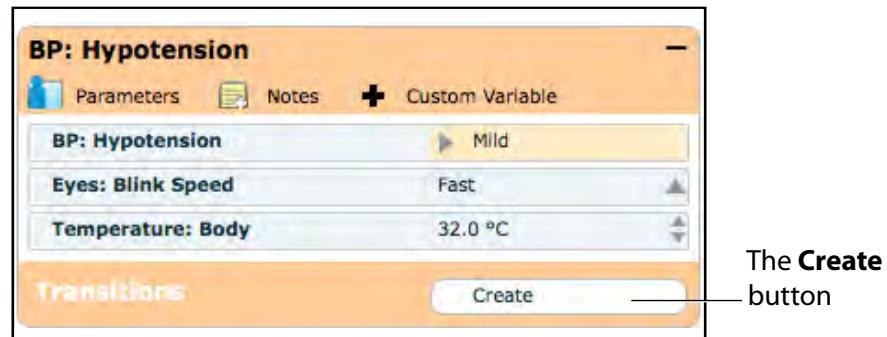 BP: Hypotension
Parameters Notes Custom Variable
BP: Hypotension Mild
Eyes: Blink Speed Fast
Temperature: Body 32.0 °C
Transitions Create
The Create
button